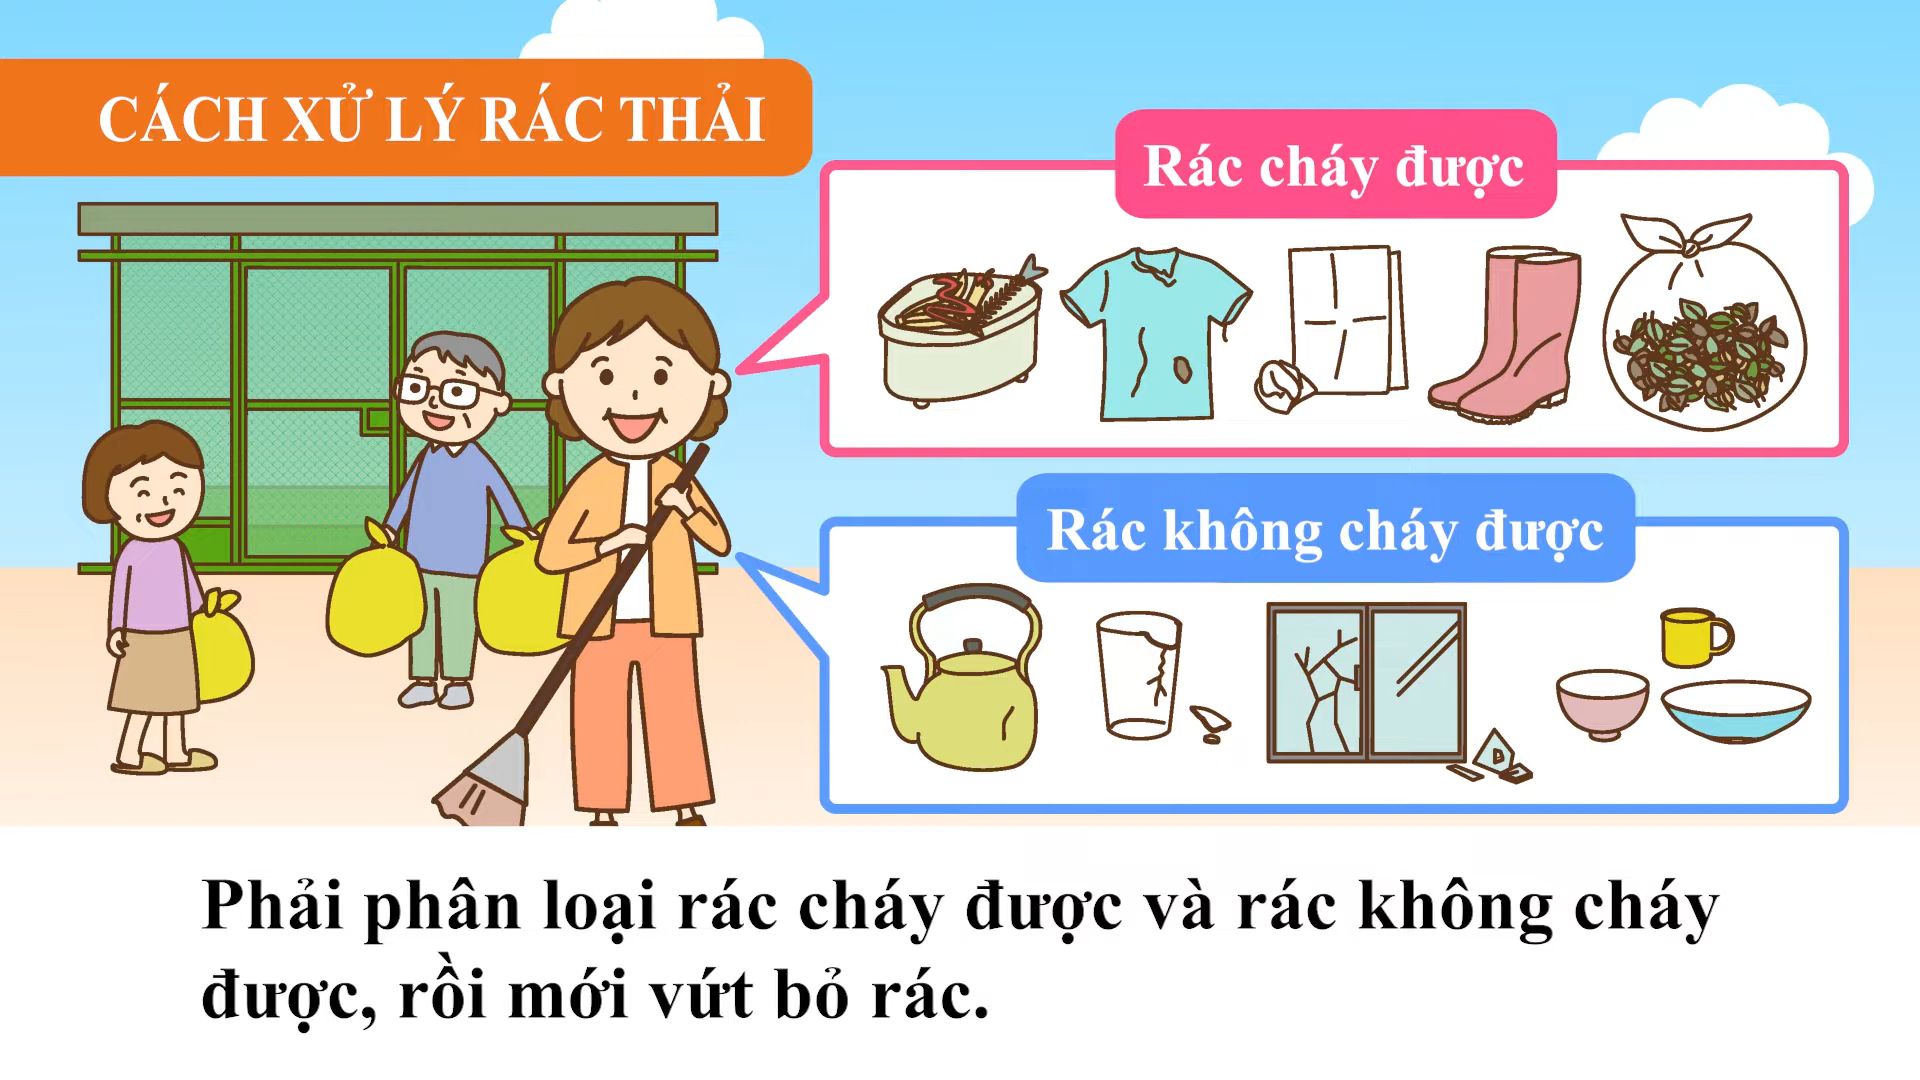 CÁCH XỬ LÝ RÁC THẢI
Rác cháy được
Rác không cháy được
Phải phân loại rác cháy được và rác không cháy
được, rồi mới vứt bỏ rác.